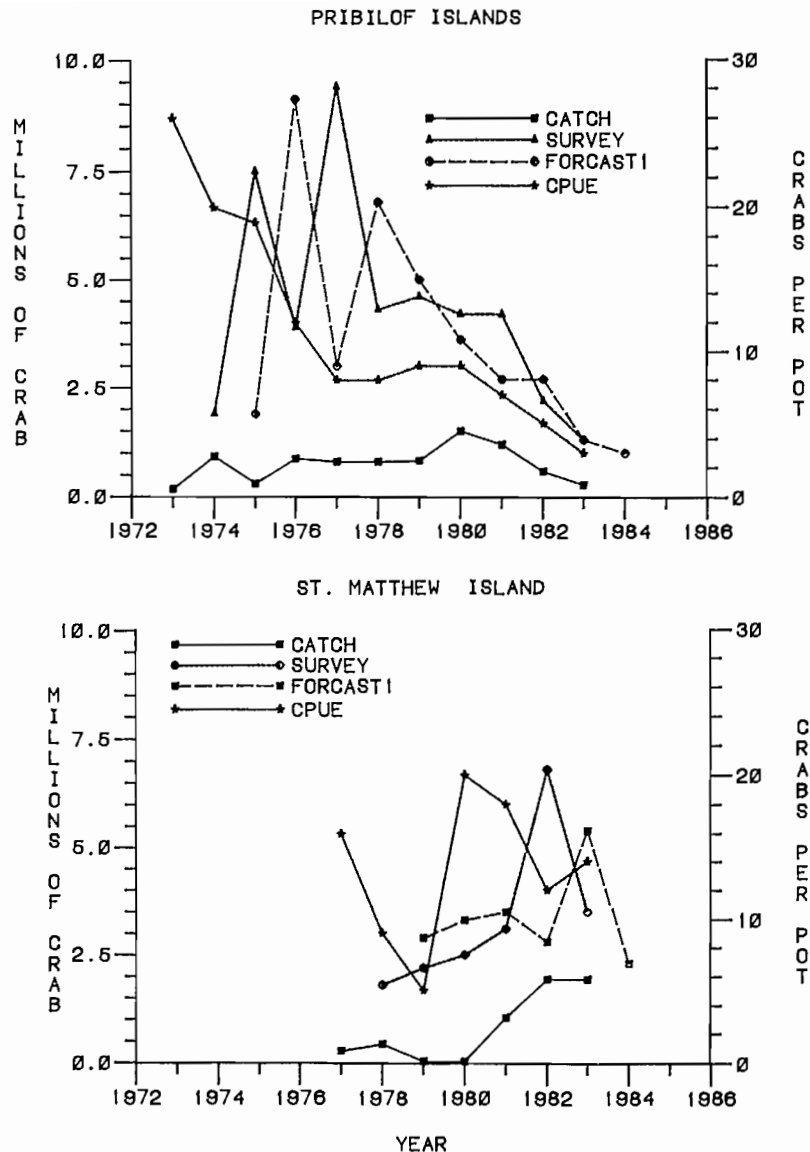 PRIBILOF ISLANDS
10.0
7.5
5.0
2.5
0.0
MILLIONS OF CRAB
CATCH
SURVEY
FORCAST1
CPUE
30
20
10
0
CRABS PER POT
1972 1974 1976 1978 1980 1982 1984 1986
ST. MATTHEW ISLAND
10.0
7.5
5.0
2.5
0.0
MILLIONS OF CRAB
CATCH
SURVEY
FORCAST1
CPUE
30
20
10
0
CRABS PER POT
1972 1974 1976 1978 1980 1982 1984 1986
YEAR